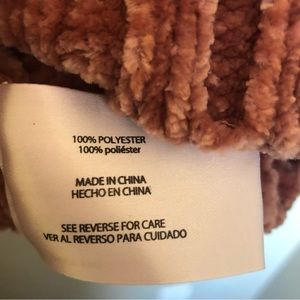 100% POLYESTER
100% poliéster
MADE IN CHINA
HECHO EN CHINA
SEE REVERSE FOR CARE
VER AL REVERSO PARA CUIDADO